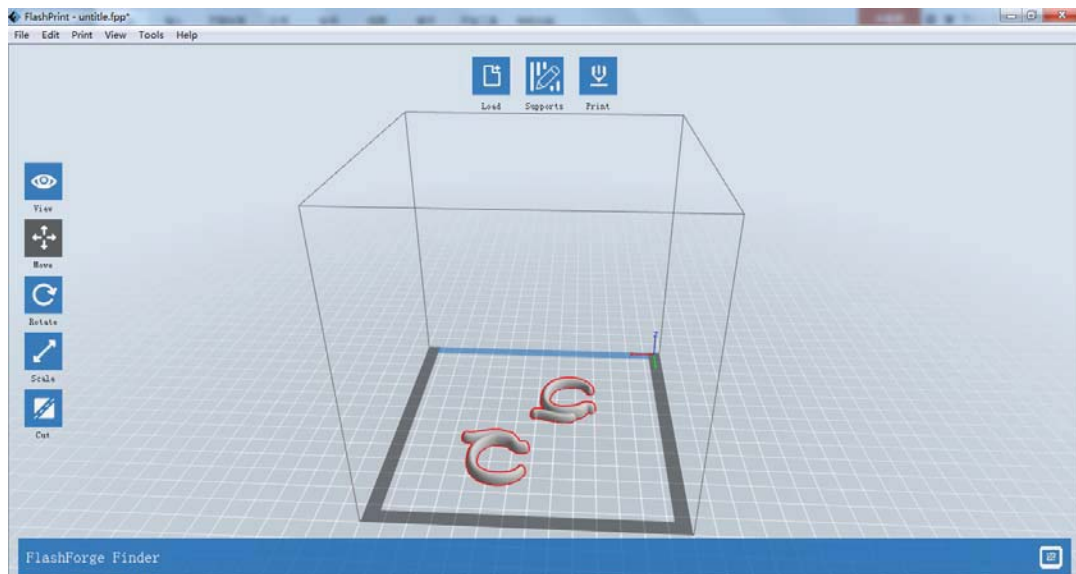 FlashPrint - untitle.fpp*
File Edit Print View Tools Help
Load Supports Print
View
Move
Rotate
Scale
Cut
Z
FlashForge Finder